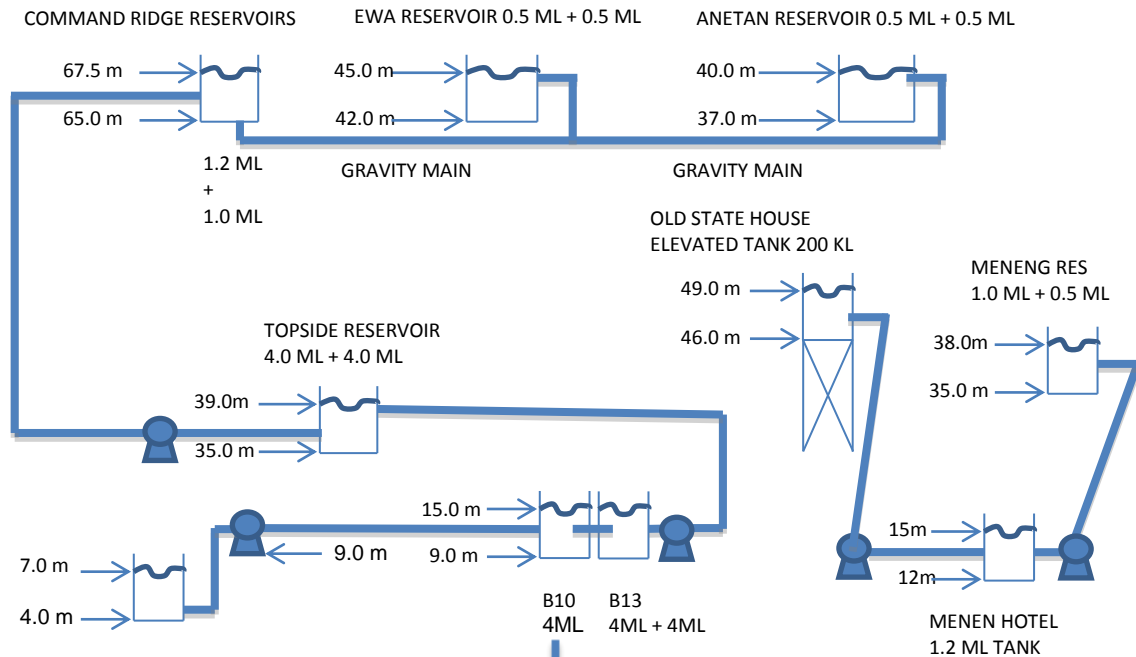 COMMAND RIDGE RESERVOIRS
EWA RESERVOIR 0.5 ML + 0.5 ML
ANETAN RESERVOIR 0.5 ML + 0.5 ML
67.5 m
65.0 m
45.0 m
42.0 m
40.0 m
37.0 m
1.2 ML
+
1.0 ML
GRAVITY MAIN
GRAVITY MAIN
OLD STATE HOUSE
ELEVATED TANK 200 KL
49.0 m
46.0 m
MENENG RES
1.0 ML + 0.5 ML
38.0m
35.0 m
TOPSIDE RESERVOIR
4.0 ML + 4.0 ML
39.0m
35.0 m
15.0 m
9.0 m
9.0 m
7.0 m
4.0 m
B10
4ML
B13
4ML + 4ML
15m
12m
MENEN HOTEL
1.2 ML TANK